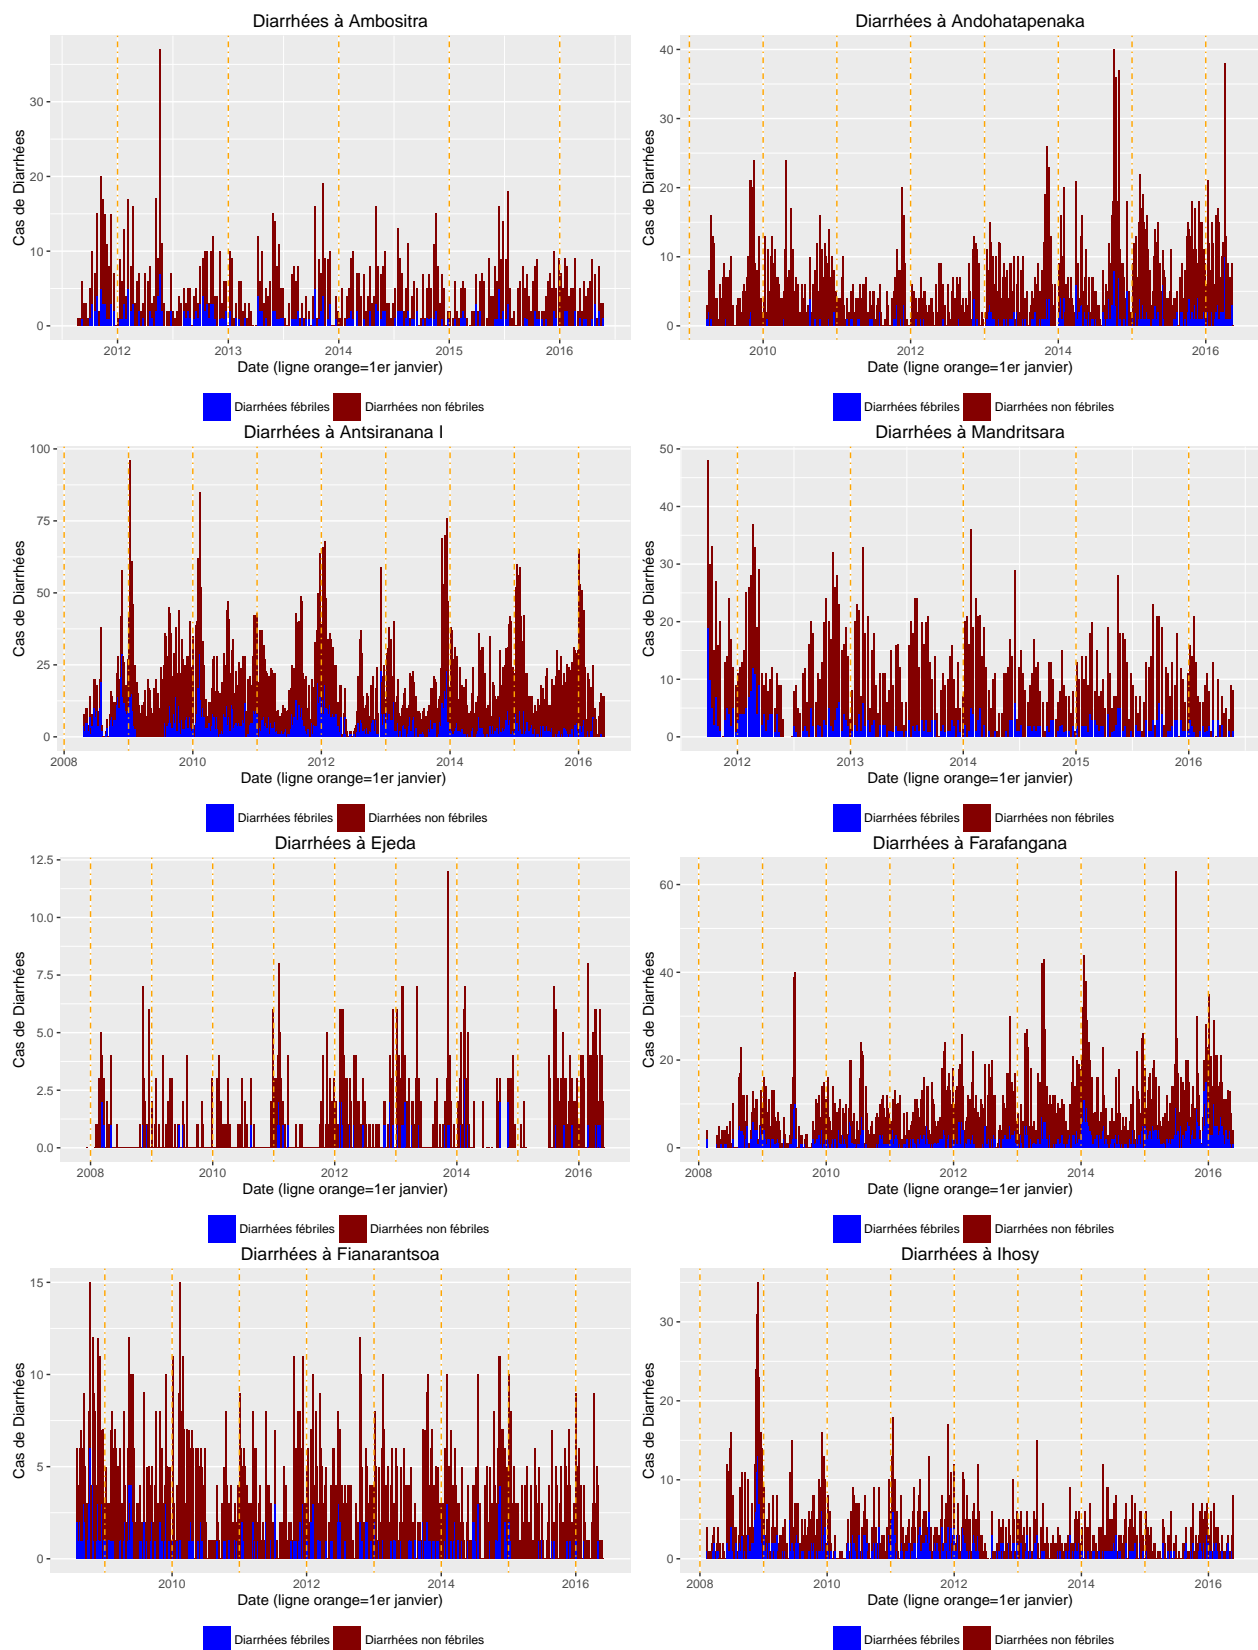 Diarrhées à Ambositra
Cas de Diarrhées
30
20
10
0
2012 2013 2014 2015 2016
Date (ligne orange=1er janvier)
Diarrhées fébriles Diarrhées non fébriles
Diarrhées à Andohatapenaka
Cas de Diarrhées
40
30
20
10
0
2010 2012 2014 2016
Date (ligne orange=1er janvier)
Diarrhées fébriles Diarrhées non fébriles
Diarrhées à Antsiranana I
Cas de Diarrhées
100
75
50
25
0
2008 2010 2012 2014 2016
Date (ligne orange=1er janvier)
Diarrhées fébriles Diarrhées non fébriles
Diarrhées à Mandritsara
Cas de Diarrhées
50
40
30
20
10
0
2012 2013 2014 2015 2016
Date (ligne orange=1er janvier)
Diarrhées fébriles Diarrhées non fébriles
Diarrhées à Ejeda
Cas de Diarrhées
12.5
10.0
7.5
5.0
2.5
0.0
2008 2010 2012 2014 2016
Date (ligne orange=1er janvier)
Diarrhées fébriles Diarrhées non fébriles
Diarrhées à Farafangana
Cas de Diarrhées
60
40
20
0
2008 2010 2012 2014 2016
Date (ligne orange=1er janvier)
Diarrhées fébriles Diarrhées non fébriles
Diarrhées à Fianarantsoa
Cas de Diarrhées
15
10
5
0
2010 2012 2014 2016
Date (ligne orange=1er janvier)
Diarrhées fébriles Diarrhées non fébriles
Diarrhées à Ihosy
Cas de Diarrhées
30
20
10
0
2008 2010 2012 2014 2016
Date (ligne orange=1er janvier)
Diarrhées fébriles Diarrhées non fébriles